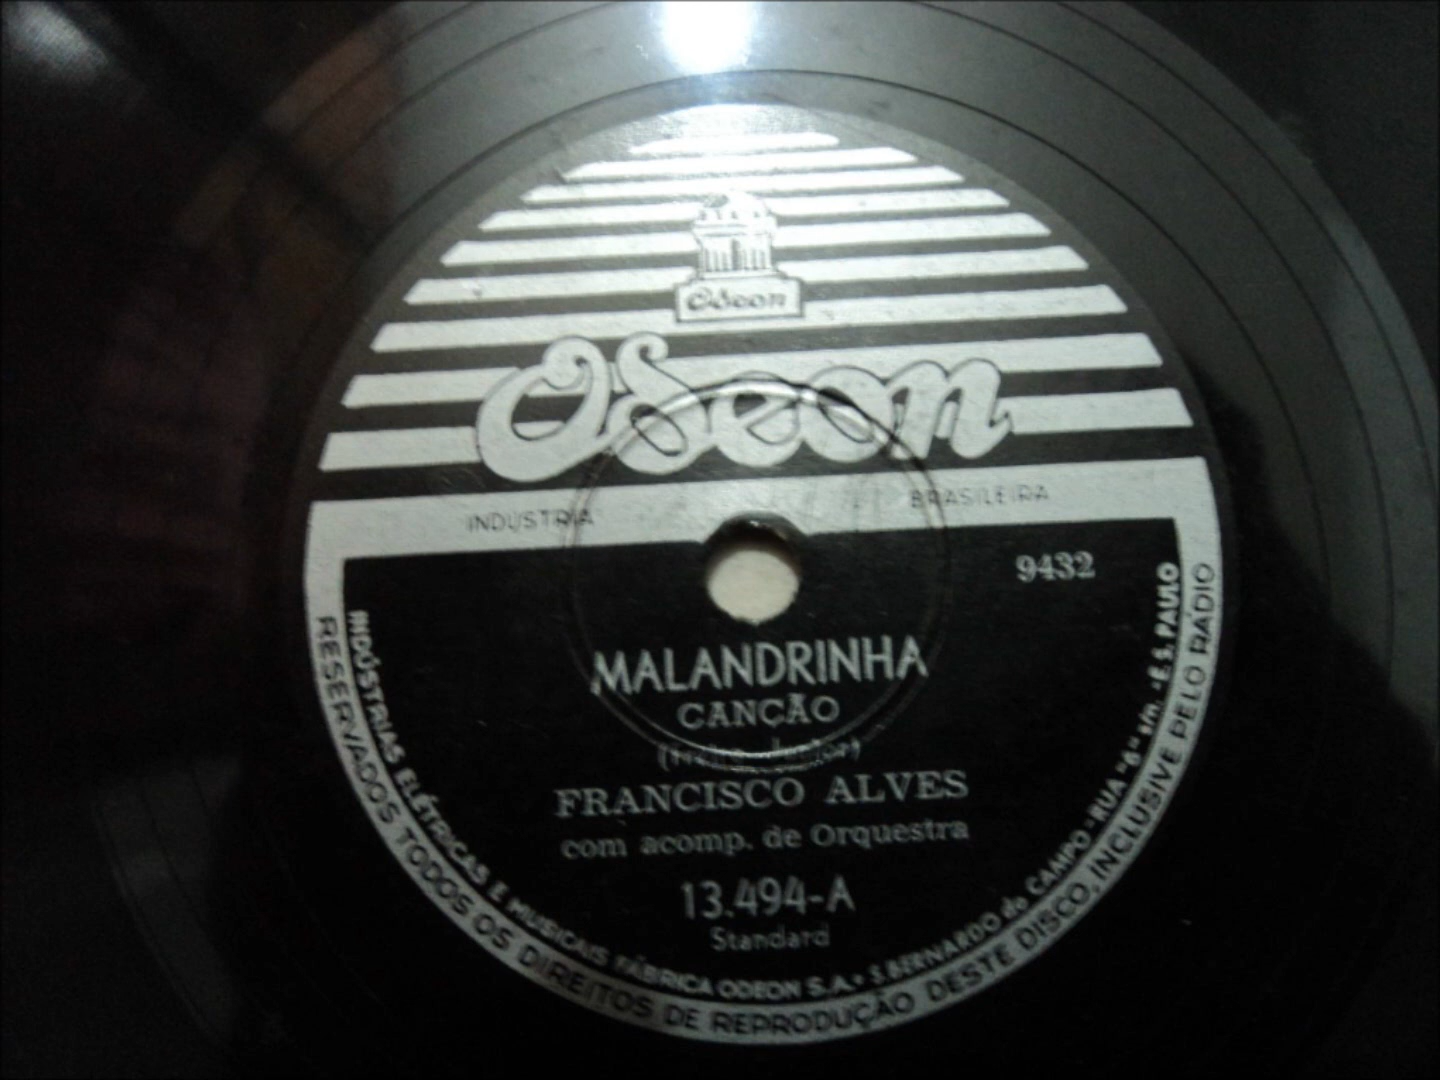 Odeon
Odeon
INDÚSTRIA BRASILEIRA
9432
MALANDRINHA
CANÇÃO
FRANCISCO ALVES
com acomp. de Orquestra
13.494-A
Standard
INDÚSTRIAS ELÉTRICAS E MUSICAIS FÁBRICA ODEON S.A. • S. BERNARDO do CAMPO - RUA "6" s/n. - E. S. PAULO
RESERVADOS TODOS OS DIREITOS DE REPRODUÇÃO DESTE DISCO, INCLUSIVE PELO RÁDIO